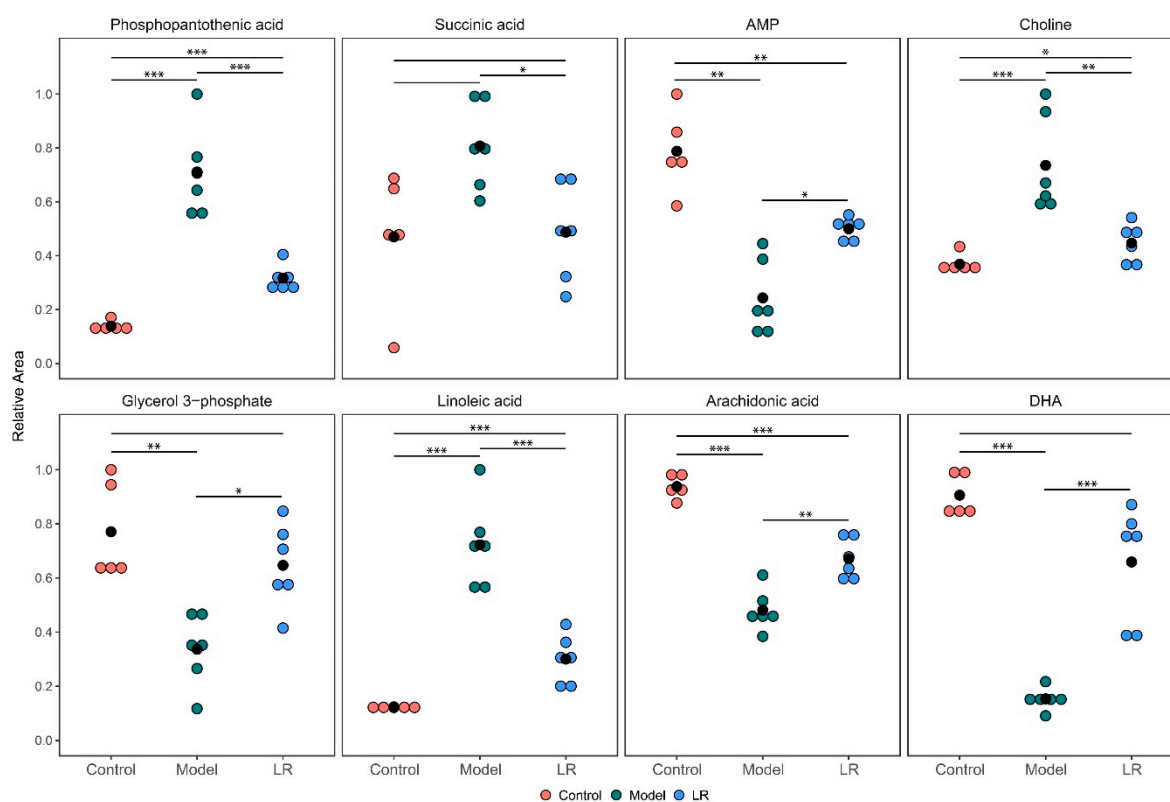 Phosphopantothenic acid Succinic acid AMP Choline
*** * ** *
*** *** ** *** **
1.0
0.8
0.6 *
0.4
0.2
0.0
Relative Area
Glycerol 3−phosphate Linoleic acid Arachidonic acid DHA
*** ***
** *** *** *** ***
1.0 * ***
0.8 **
0.6
0.4
0.2
0.0
Control Model LR Control Model LR Control Model LR Control Model LR
Control Model LR